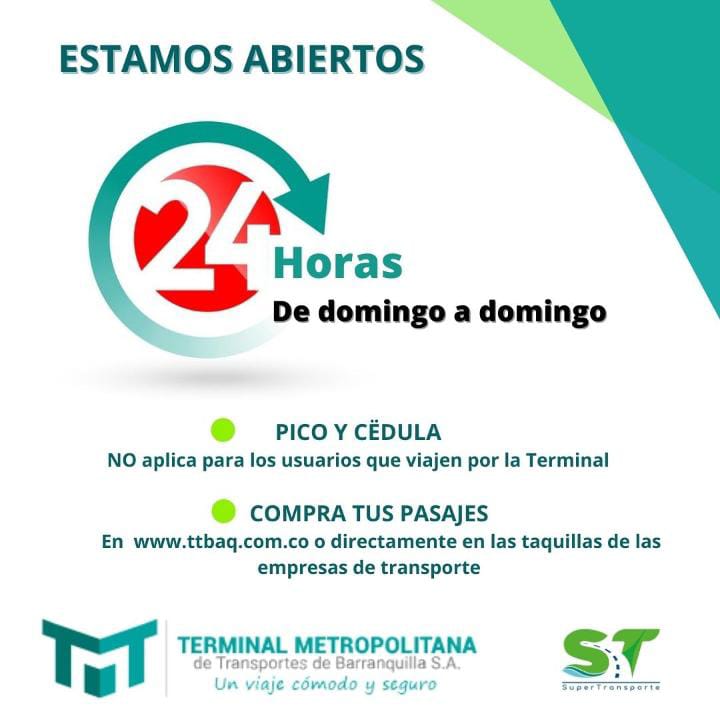 ESTAMOS ABIERTOS
24
Horas
De domingo a domingo
PICO Y CËDULA
NO aplica para los usuarios que viajen por la Terminal
COMPRA TUS PASAJES
En www.ttbaq.com.co o directamente en las taquillas de las
empresas de transporte
TMT
TERMINAL METROPOLITANA
de Transportes de Barranquilla S.A.
Un viaje cómodo y seguro
ST
SuperTransporte